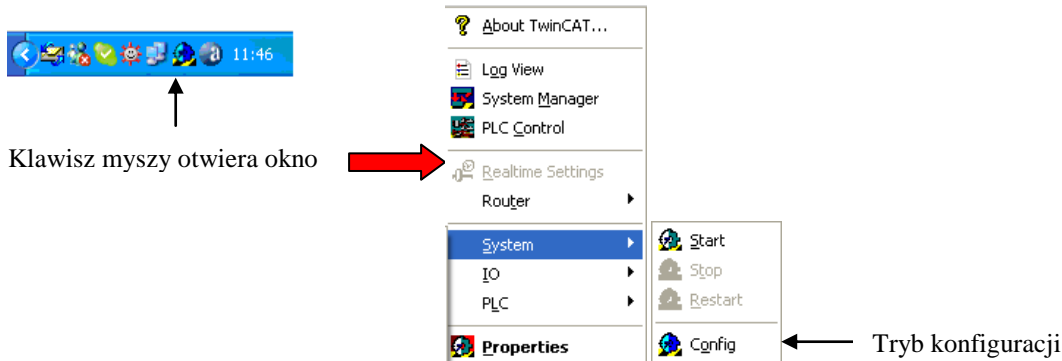 11:46
Klawisz myszy otwiera okno
About TwinCAT...
Log View
System Manager
PLC Control
Realtime Settings
Router
System
IO
PLC
Properties
Start
Stop
Restart
Config
Tryb konfiguracji